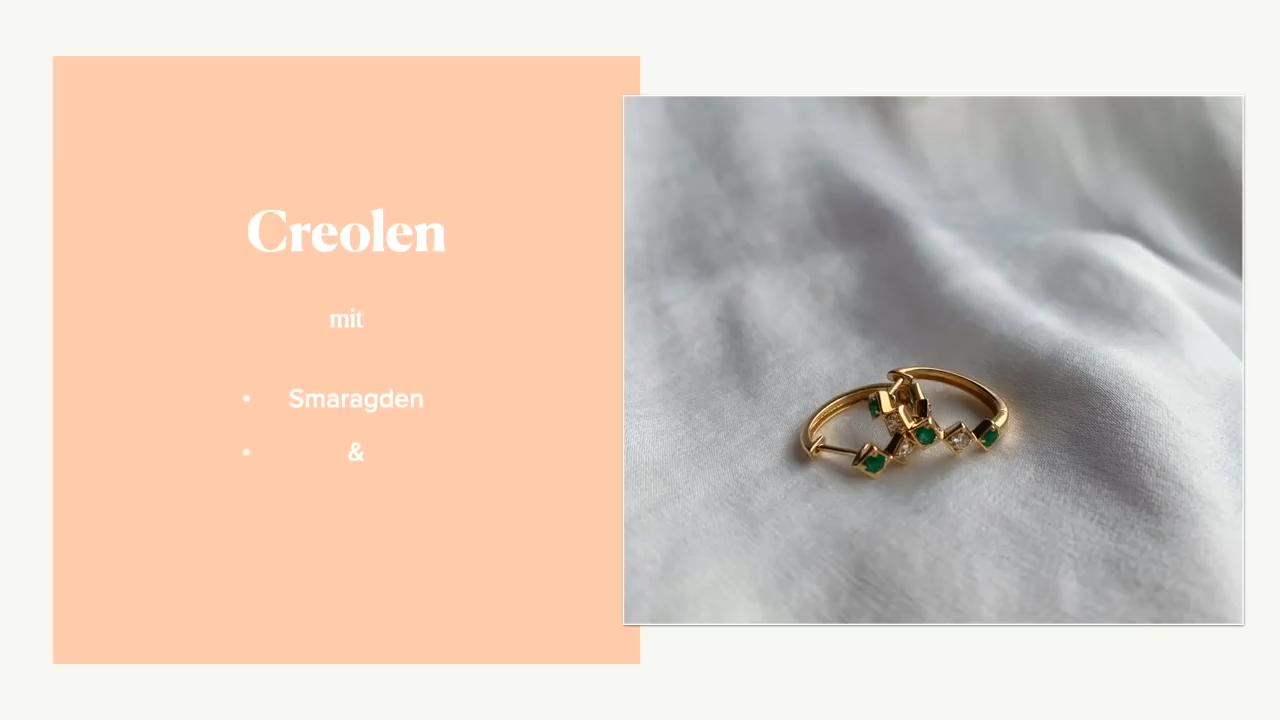 Creolen
mit
• Smaragden
• &